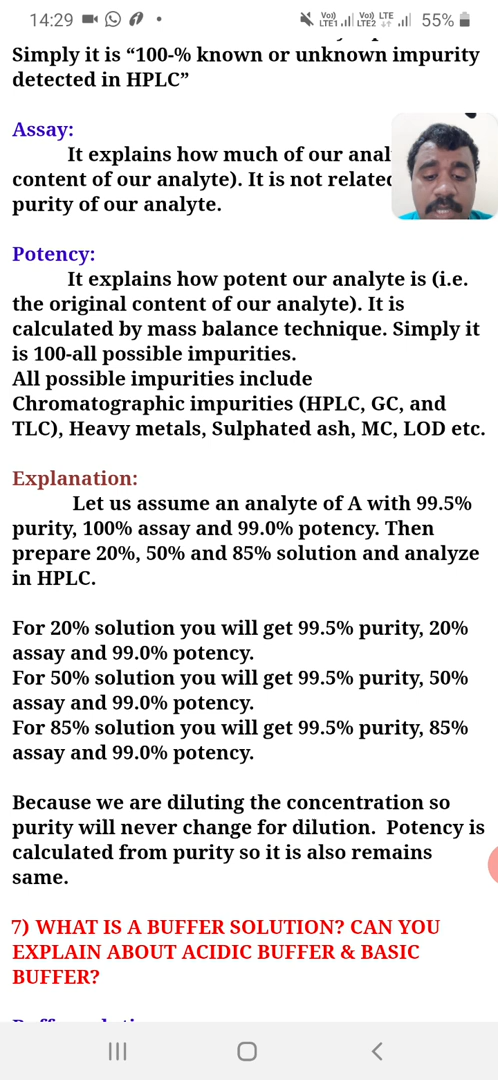 14:29
Vo)) LTE1 Vo)) LTE LTE2 55%
Simply it is “100-% known or unknown impurity
detected in HPLC”
Assay:
It explains how much of our
content of our analyte). It is not
purity of our analyte.
Potency:
It explains how potent our analyte is (i.e.
the original content of our analyte). It is
calculated by mass balance technique. Simply it
is 100-all possible impurities.
All possible impurities include
Chromatographic impurities (HPLC, GC, and
TLC), Heavy metals, Sulphated ash, MC, LOD etc.
Explanation:
Let us assume an analyte of A with 99.5%
purity, 100% assay and 99.0% potency. Then
prepare 20%, 50% and 85% solution and analyze
in HPLC.
For 20% solution you will get 99.5% purity, 20%
assay and 99.0% potency.
For 50% solution you will get 99.5% purity, 50%
assay and 99.0% potency.
For 85% solution you will get 99.5% purity, 85%
assay and 99.0% potency.
Because we are diluting the concentration so
purity will never change for dilution. Potency is
calculated from purity so it is also remains
same.
7) WHAT IS A BUFFER SOLUTION? CAN YOU
EXPLAIN ABOUT ACIDIC BUFFER & BASIC
BUFFER?